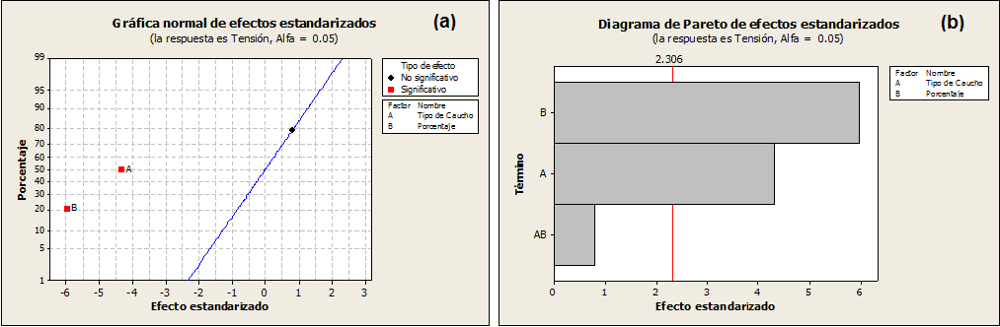 Gráfica normal de efectos estandarizados
(a)
(la respuesta es Tensión, Alfa = 0.05)
99
95
90
80
70
60
50
40
30
20
10
5
1
Porcentaje
A
B
-6 -5 -4 -3 -2 -1 0 1 2 3
Efecto estandarizado
Tipo de efecto
No significativo
Significativo
Factor Nombre
A Tipo de Caucho
B Porcentaje
Diagrama de Pareto de efectos estandarizados
(b)
(la respuesta es Tensión, Alfa = 0.05)
2.306
Término
B
A
AB
0 1 2 3 4 5 6
Efecto estandarizado
Factor Nombre
A Tipo de Caucho
B Porcentaje